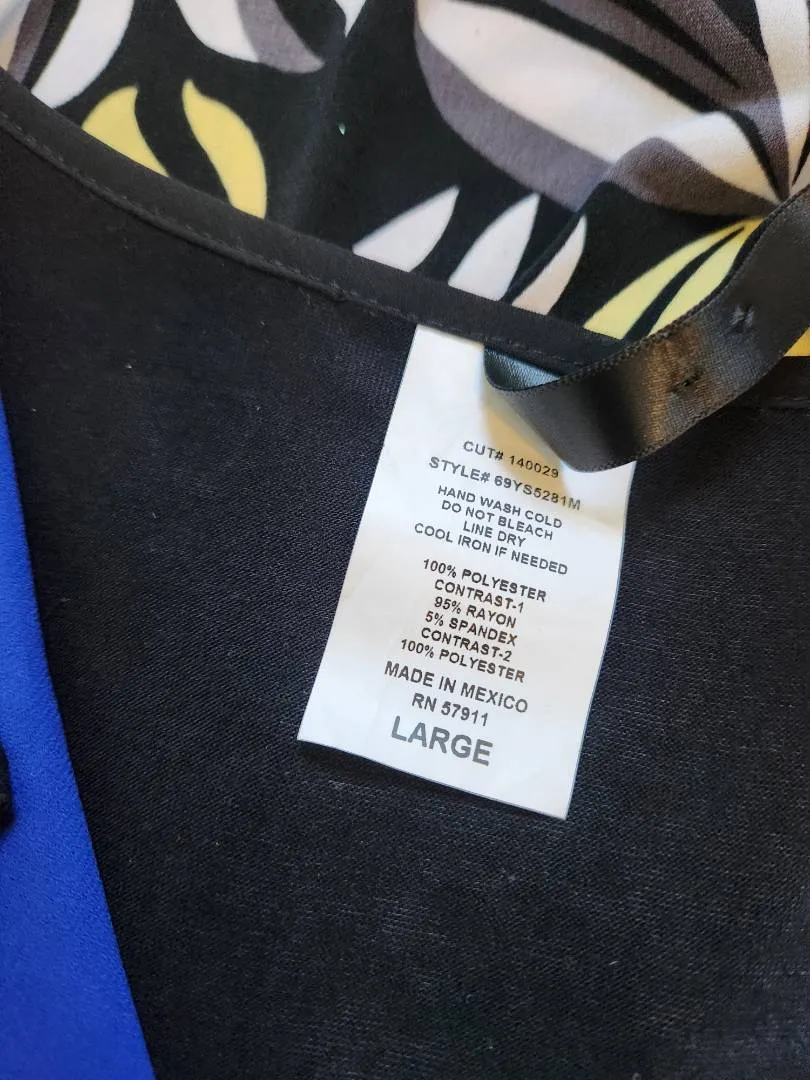 CUT# 140029
STYLE# 69YS5281M
HAND WASH COLD
DO NOT BLEACH
LINE DRY
COOL IRON IF NEEDED
100% POLYESTER
CONTRAST-1
95% RAYON
5% SPANDEX
CONTRAST-2
100% POLYESTER
MADE IN MEXICO
RN 57911
LARGE